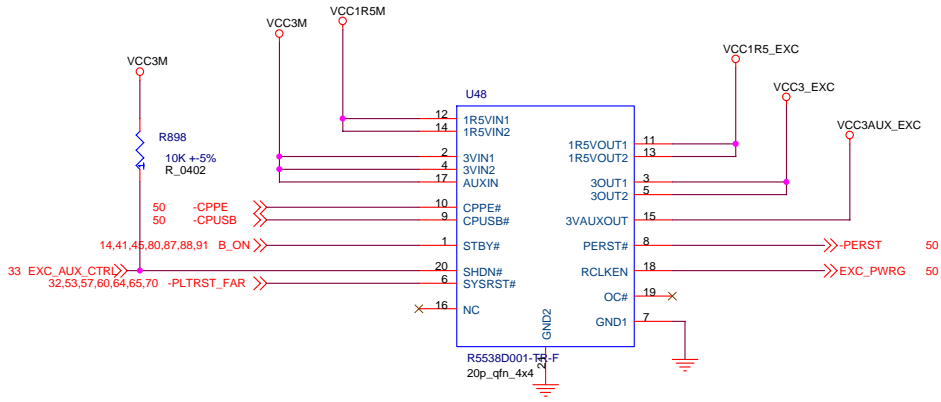 VCC1R5M
VCC3M
VCC1R5_EXC
VCC3M
VCC3_EXC
U48
VCC3AUX_EXC
R898
10K +-5%
R_0402
1
12 1R5VIN1
14 1R5VIN2
1R5VOUT1 11
1R5VOUT2 13
2 3VIN1
4 3VIN2
17 AUXIN
3OUT1 3
3OUT2 5
50 -CPPE 10 CPPE#
50 -CPUSB 9 CPUSB#
3VAUXOUT 15
14,41,45,80,87,88,91 B_ON 1 STBY#
PERST# 8 -PERST 50
33 EXC_AUX_CTRL 20 SHDN#
RCLKEN 18 EXC_PWRG 50
32,53,57,60,64,65,70 -PLTRST_FAR 6 SYSRST#
OC# 19
16 NC
GND1 7
GND2
21
R5538D001-TR-F
20p_qfn_4x4